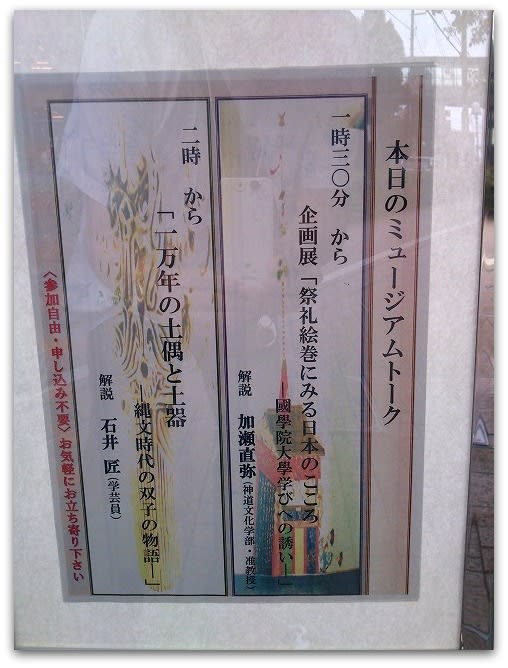 本日のミュージアムトーク
一時三〇分　から
企画展「祭礼絵巻にみる日本のこころ
―國學院大學学びへの誘い―」
解説　加瀬直弥（神道文化学部・准教授）
二時　から
「一万年の土偶と土器
―縄文時代の双子の物語―」
解説　石井　匠（学芸員）
〈参加自由・申し込み不要〉お気軽にお立ち寄り下さい